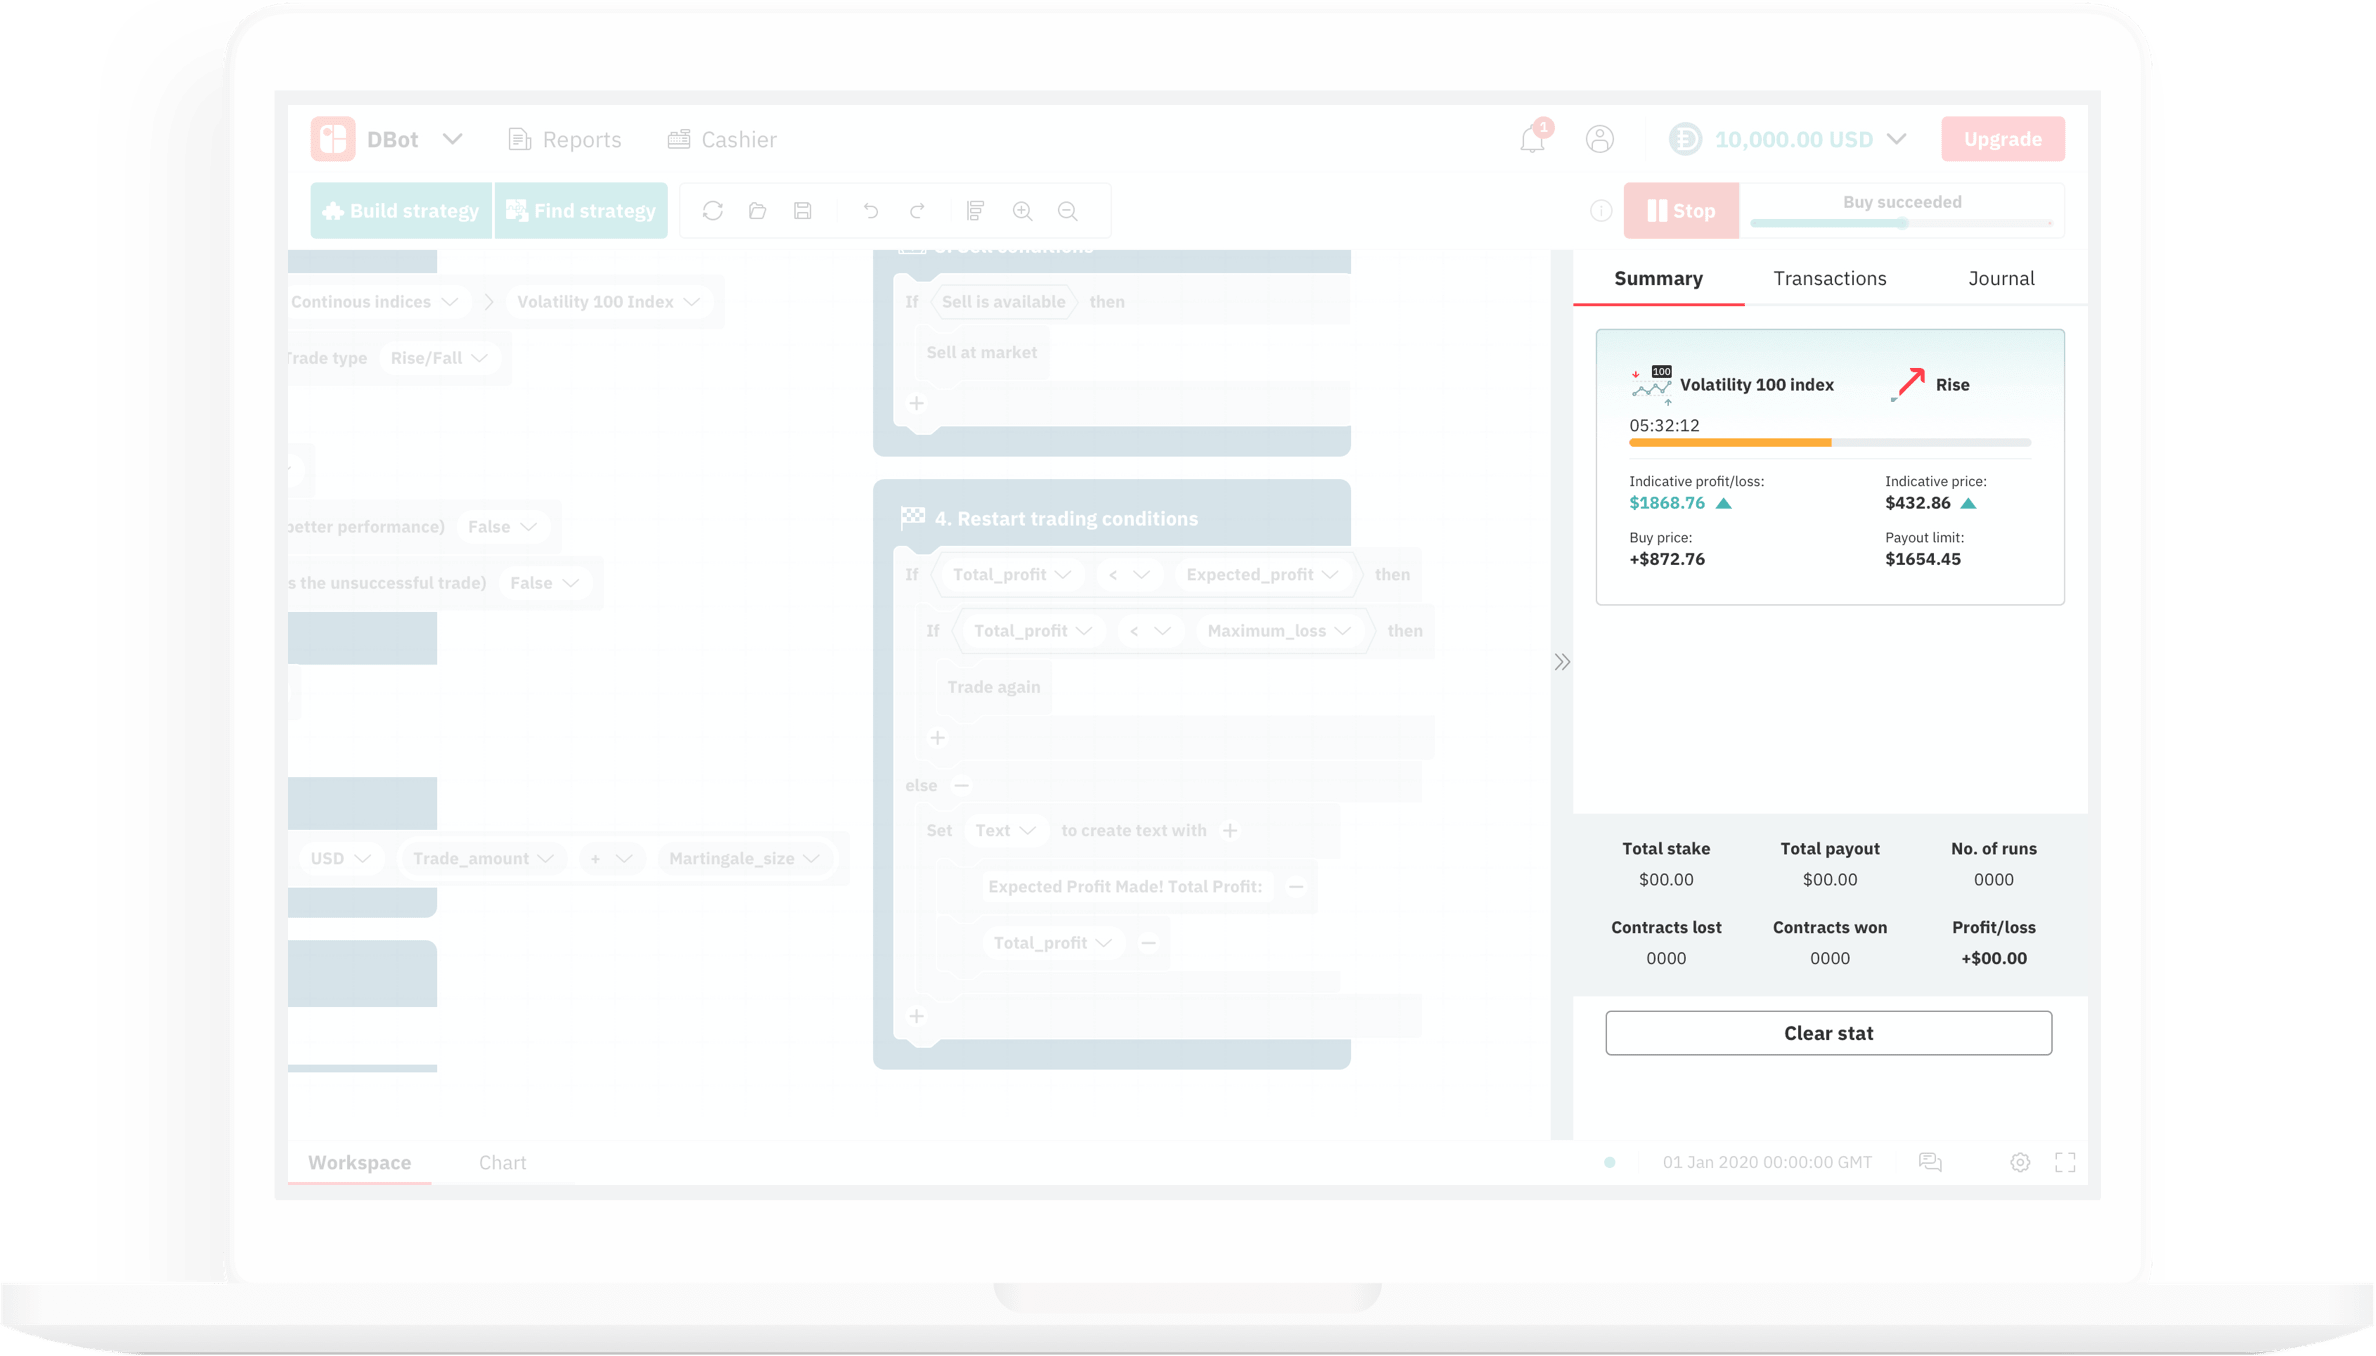 DBot
Reports
Cashier
1
10,000.00 USD
Upgrade
Build strategy
Find strategy
Stop
Buy succeeded
Continous indices
Volatility 100 Index
Trade type
Rise/Fall
better performance)
False
s the unsuccessful trade)
False
USD
Trade_amount
+
Martingale_size
3. Sell conditions
If Sell is available then
Sell at market
+
4. Restart trading conditions
If Total_profit < Expected_profit then
If Total_profit < Maximum_loss then
Trade again
+
else −
Set Text to create text with +
Expected Profit Made! Total Profit: −
Total_profit −
+
Summary
Transactions
Journal
100
Volatility 100 index
Rise
05:32:12
Indicative profit/loss:
$1868.76
Indicative price:
$432.86
Buy price:
+$872.76
Payout limit:
$1654.45
Total stake
$00.00
Total payout
$00.00
No. of runs
0000
Contracts lost
0000
Contracts won
0000
Profit/loss
+$00.00
Clear stat
Workspace
Chart
01 Jan 2020 00:00:00 GMT